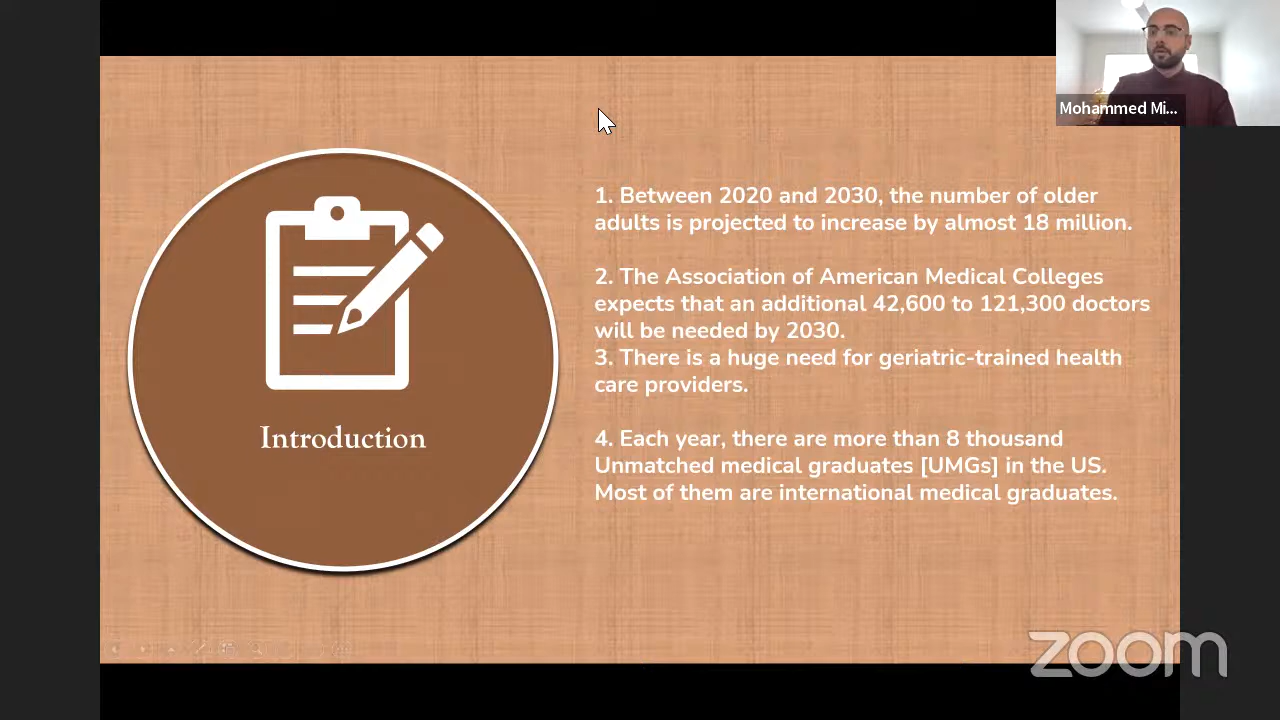 Mohammed Mi...
1. Between 2020 and 2030, the number of older
adults is projected to increase by almost 18 million.
2. The Association of American Medical Colleges
expects that an additional 42,600 to 121,300 doctors
will be needed by 2030.
3. There is a huge need for geriatric-trained health
care providers.
4. Each year, there are more than 8 thousand
Unmatched medical graduates [UMGs] in the US.
Most of them are international medical graduates.
Introduction
zoom